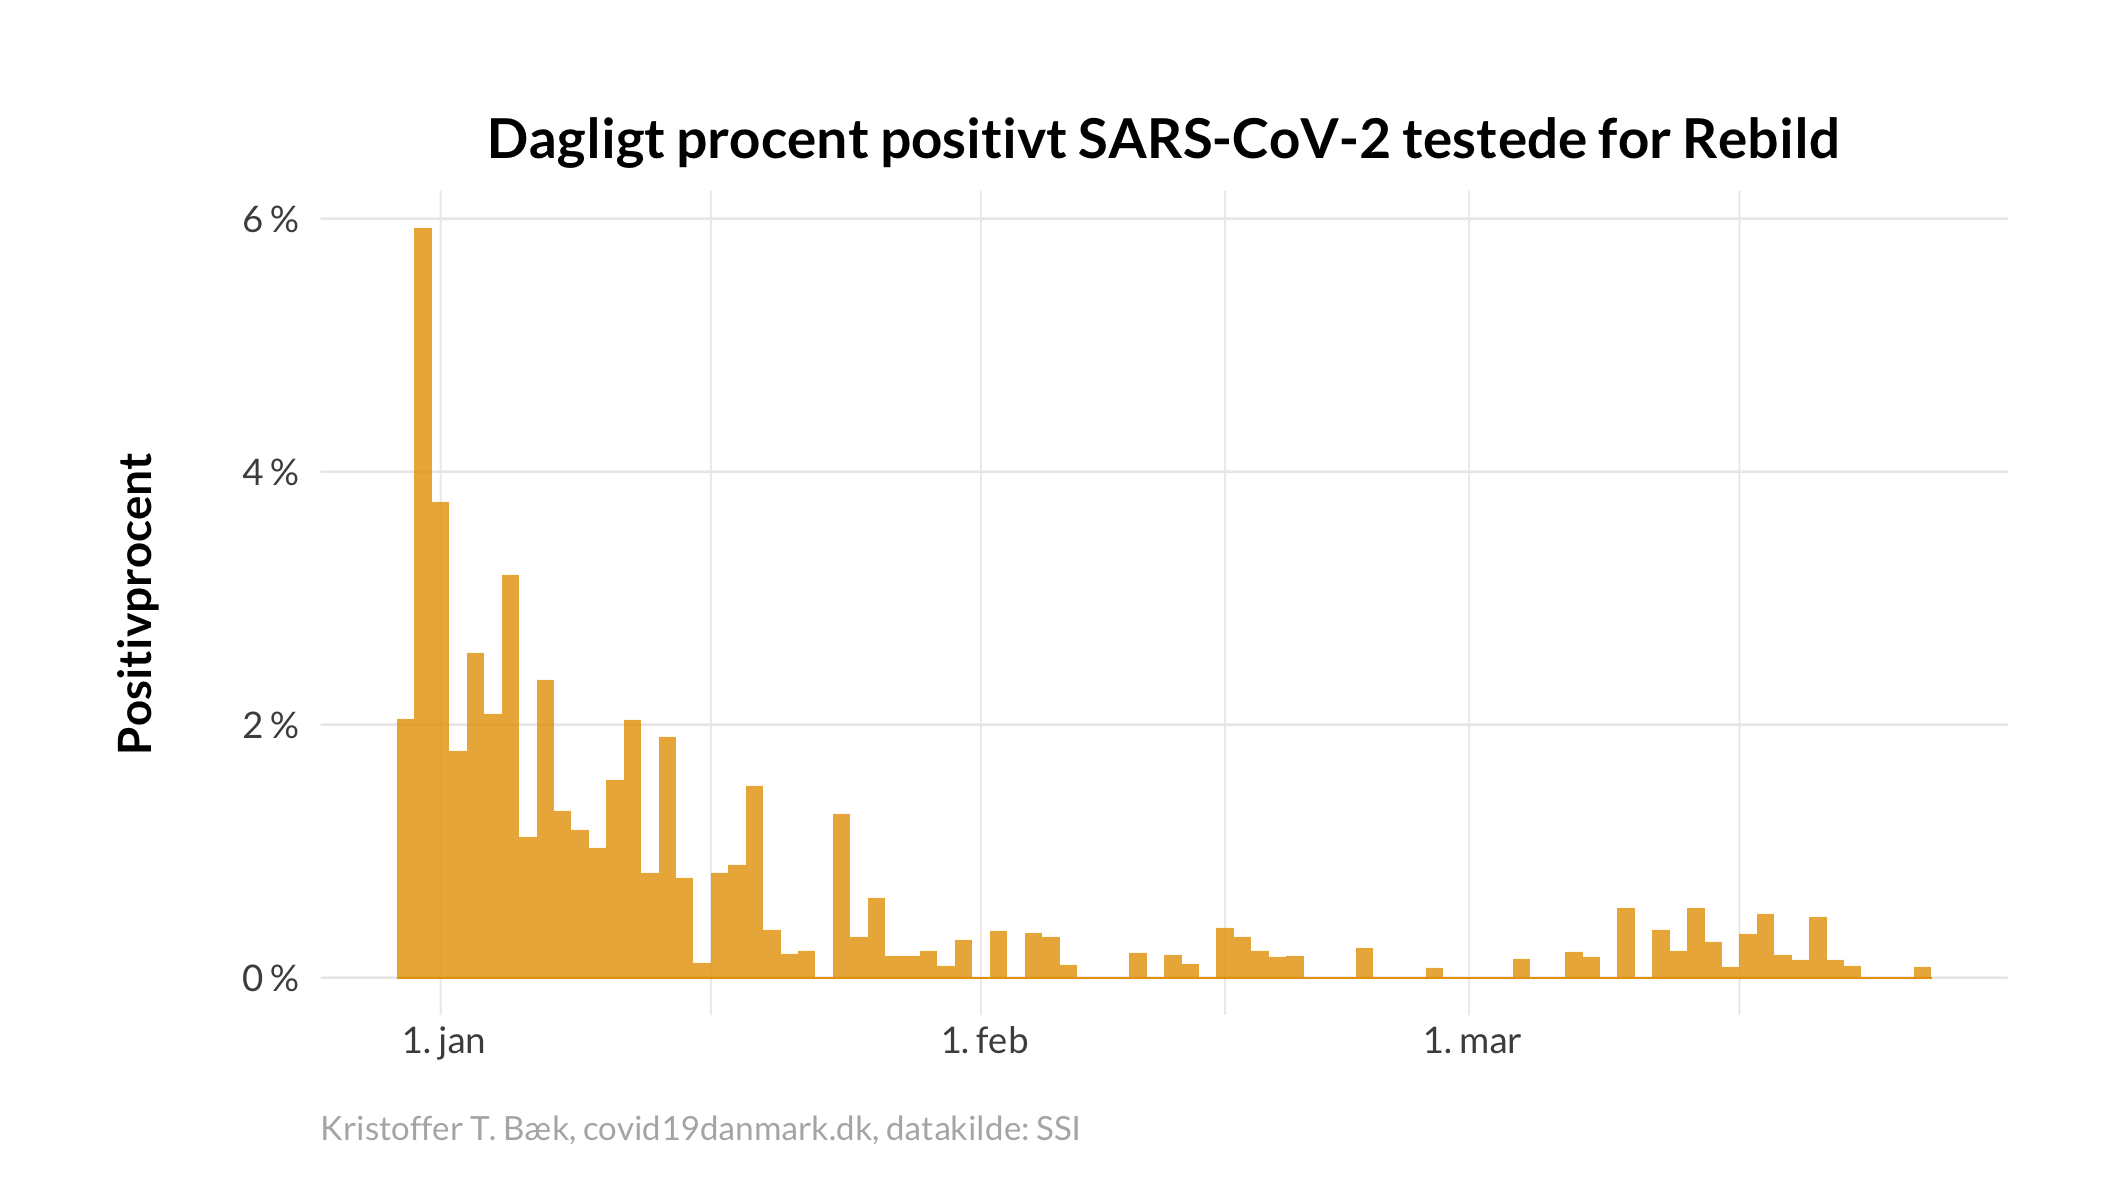 Dagligt procent positivt SARS-CoV-2 testede for Rebild
Positivprocent
6 %
4 %
2 %
0 %
1. jan
1. feb
1. mar
Kristoffer T. Bæk, covid19danmark.dk, datakilde: SSI